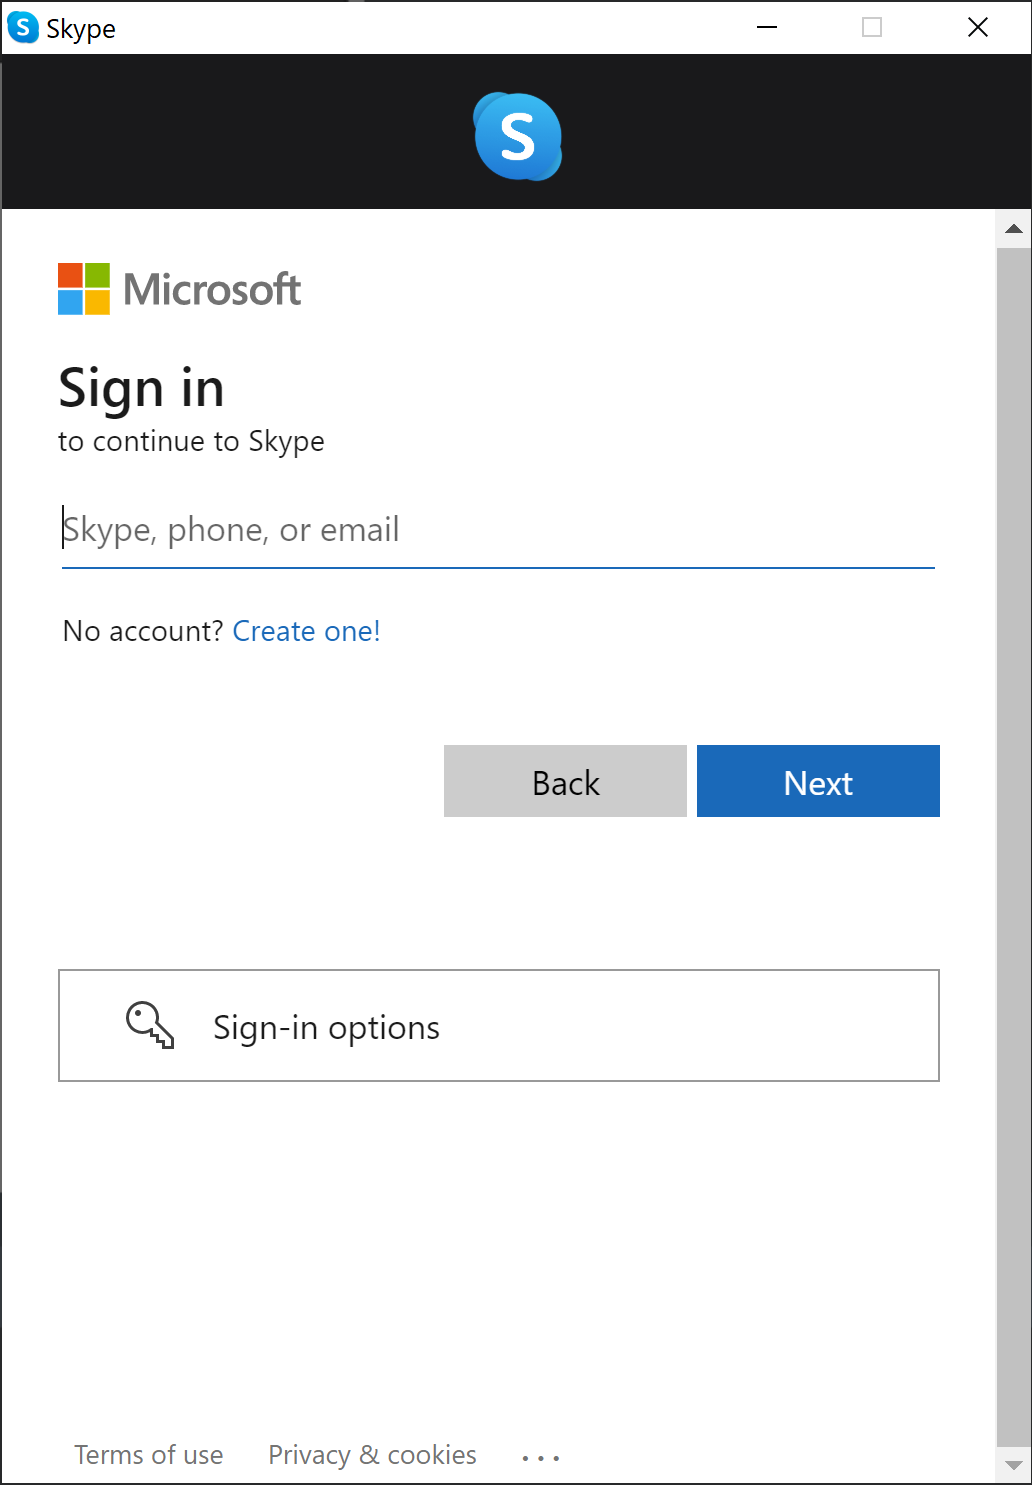 Skype
Microsoft
Sign in
to continue to Skype
Skype, phone, or email
No account? Create one!
Back Next
Sign-in options
Terms of use Privacy & cookies ...